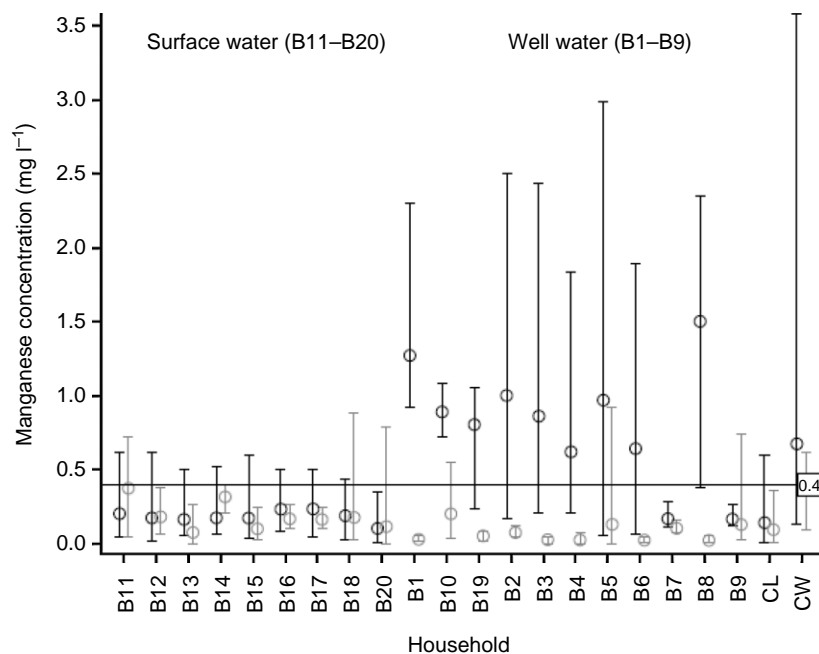 Surface water (B11–B20)
Well water (B1–B9)
Manganese concentration (mg l⁻¹)
3.5
3.0
2.5
2.0
1.5
1.0
0.5
0.0
0.4
B11 B12 B13 B14 B15 B16 B17 B18 B20 B1 B10 B19 B2 B3 B4 B5 B6 B7 B8 B9 CL CW
Household